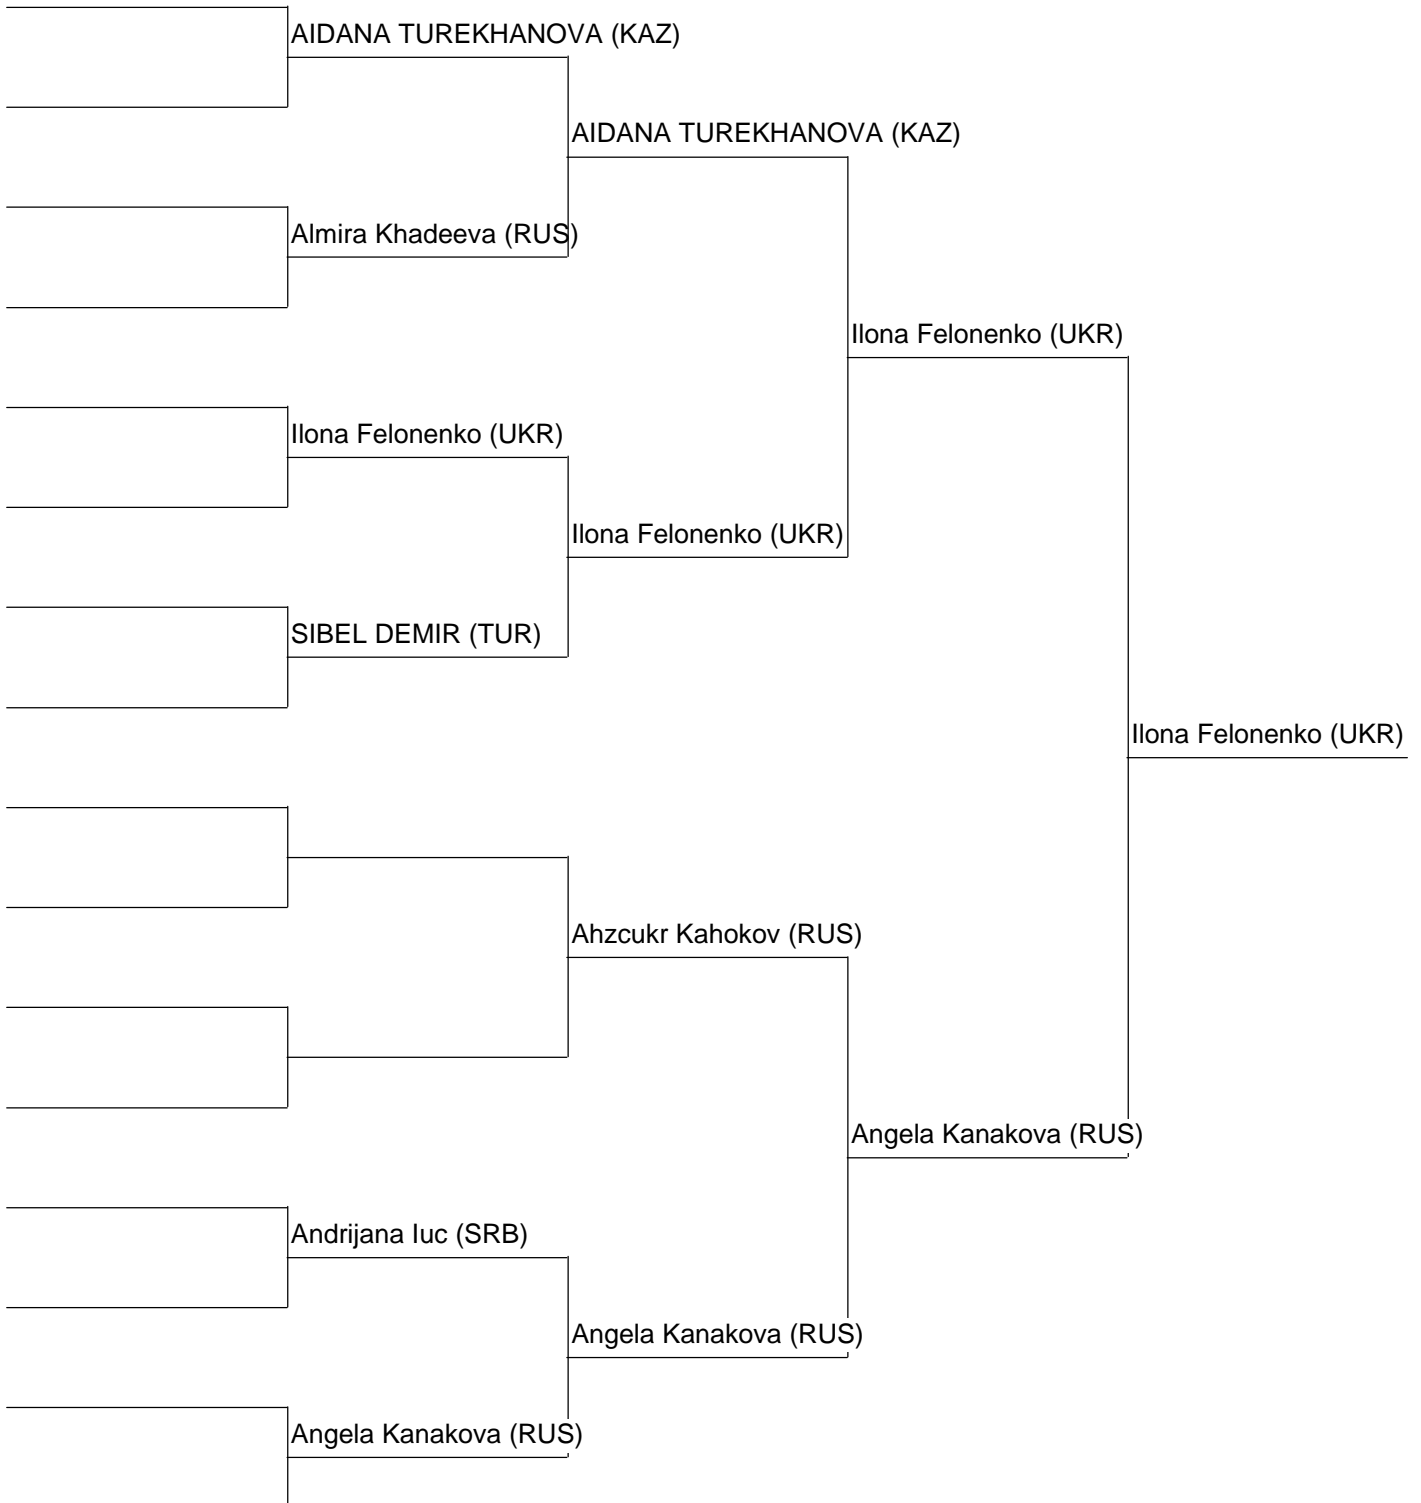 AIDANA TUREKHANOVA (KAZ)
AIDANA TUREKHANOVA (KAZ)
Almira Khadeeva (RUS)
Ilona Felonenko (UKR)
Ilona Felonenko (UKR)
Ilona Felonenko (UKR)
SIBEL DEMIR (TUR)
Ilona Felonenko (UKR)
Ahzcukr Kahokov (RUS)
Angela Kanakova (RUS)
Andrijana Iuc (SRB)
Angela Kanakova (RUS)
Angela Kanakova (RUS)